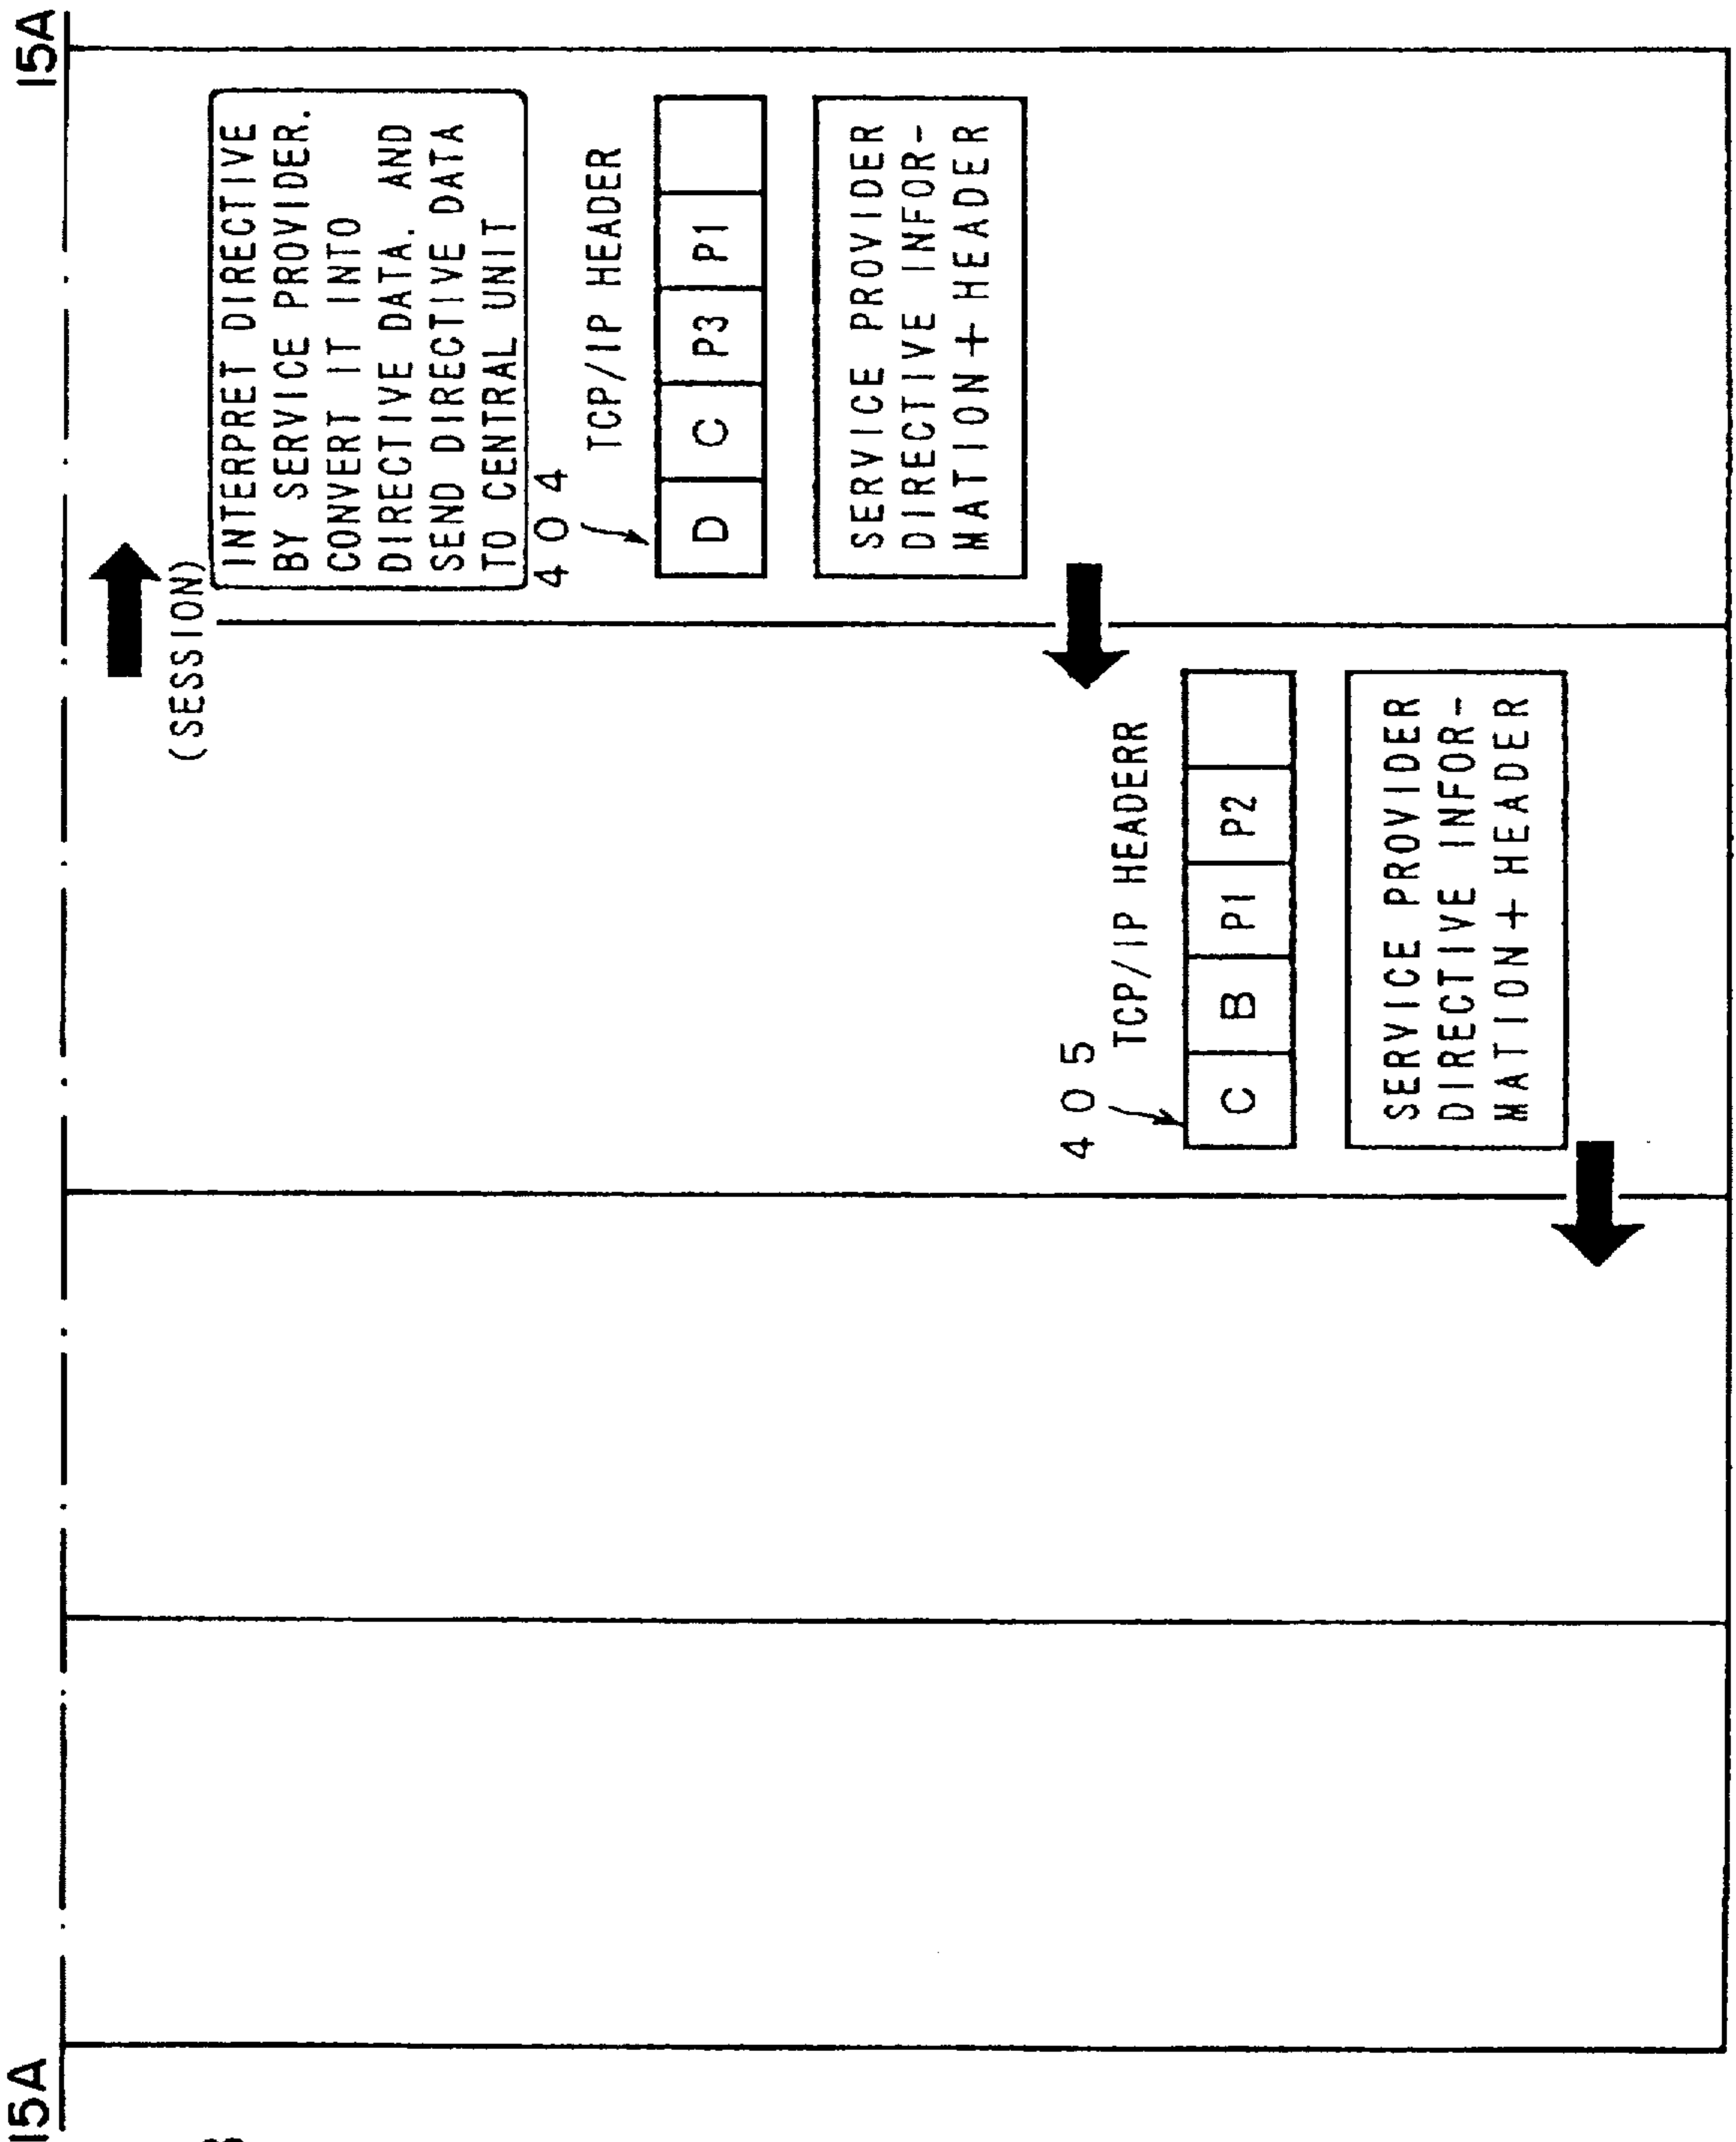 15A
15A
(SESSION)
INTERPRET DIRECTIVE
BY SERVICE PROVIDER.
CONVERT IT INTO
DIRECTIVE DATA. AND
SEND DIRECTIVE DATA
TO CENTRAL UNIT
404
TCP/IP HEADER
D C P3 P1
SERVICE PROVIDER
DIRECTIVE INFOR-
MATION + HEADER
405
TCP/IP HEADERR
C B P1 P2
SERVICE PROVIDER
DIRECTIVE INFOR-
MATION + HEADER